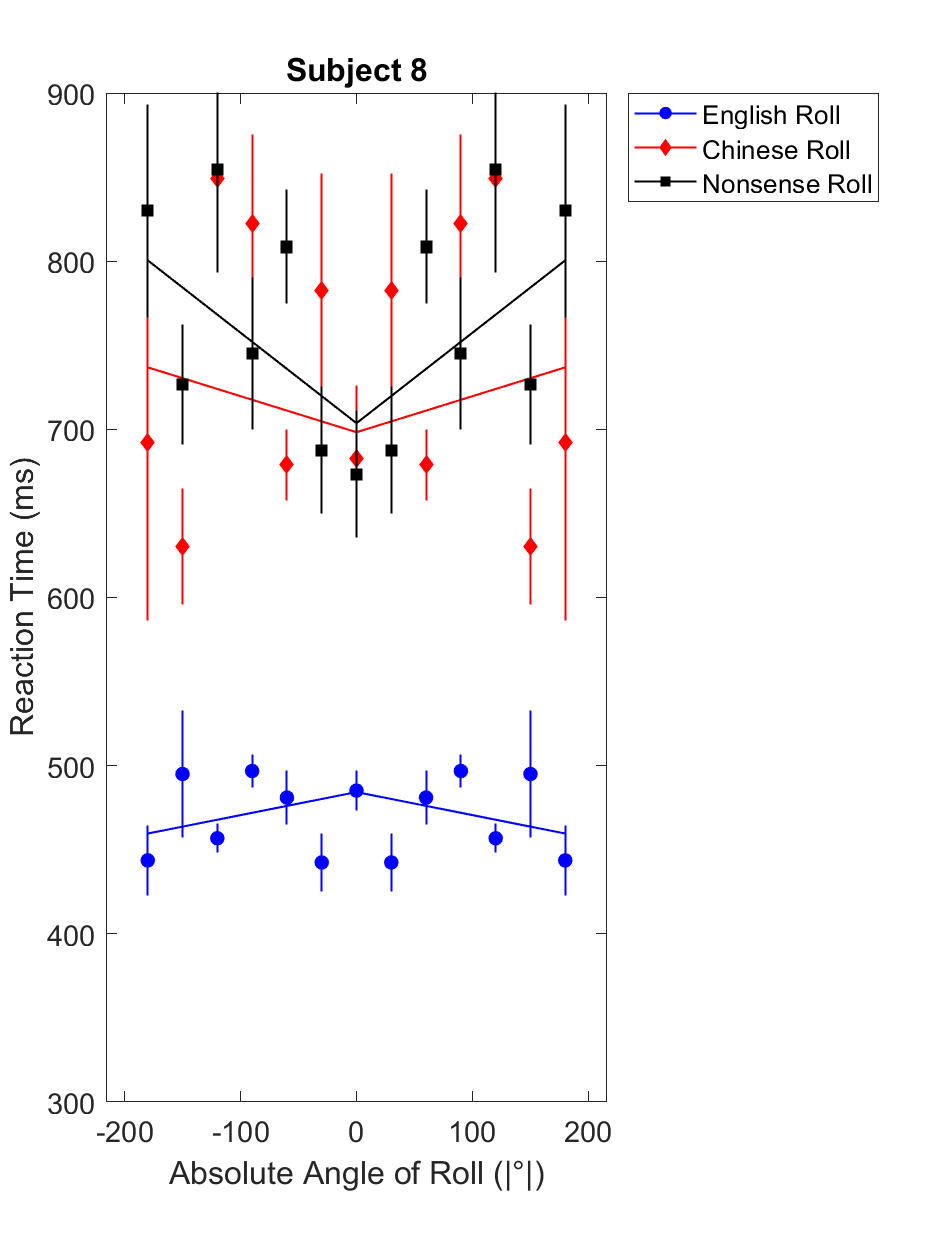 Subject 8
900
800
700
600
500
400
300
-200 -100 0 100 200
Reaction Time (ms)
Absolute Angle of Roll (|°|)
English Roll
Chinese Roll
Nonsense Roll